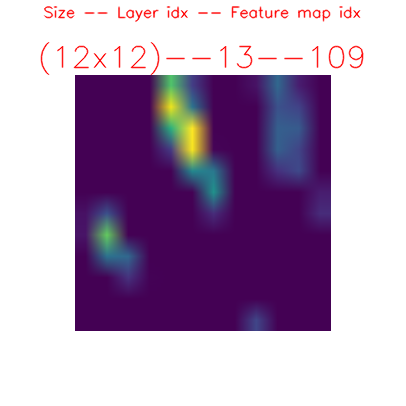 Size -- Layer idx -- Feature map idx
(12x12)--13--109